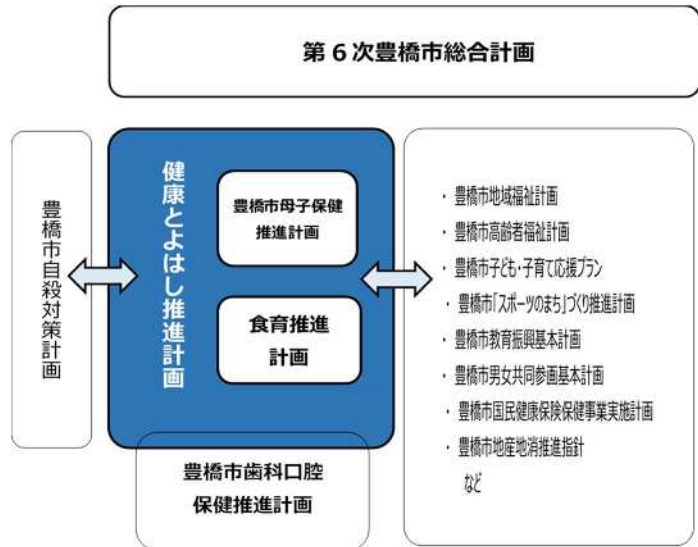 第6次豊橋市総合計画
豊橋市自殺対策計画
健康とよはし推進計画
豊橋市母子保健
推進計画
食育推進
計画
豊橋市歯科口腔
保健推進計画
・ 豊橋市地域福祉計画
・ 豊橋市高齢者福祉計画
・ 豊橋市子ども・子育て応援プラン
・ 豊橋市「スポーツのまち」づくり推進計画
・ 豊橋市教育振興基本計画
・ 豊橋市男女共同参画基本計画
・ 豊橋市国民健康保険保健事業実施計画
・ 豊橋市地産地消推進指針
など